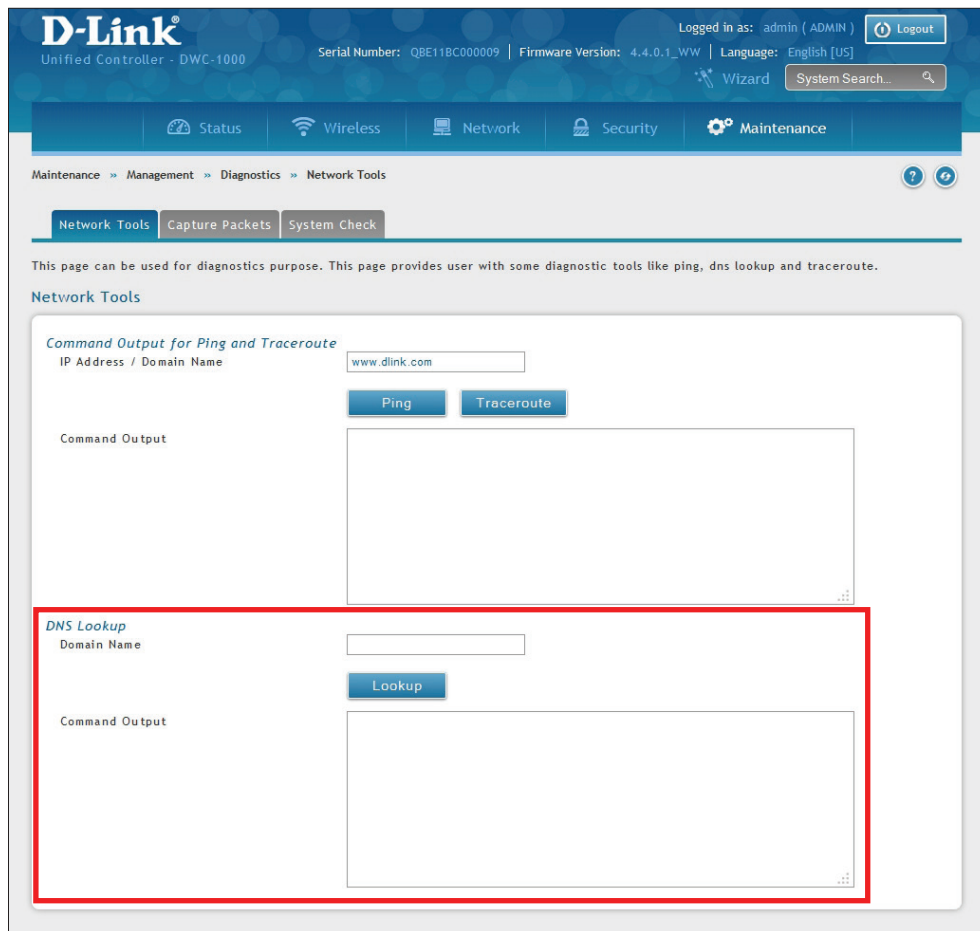 D-Link®
Unified Controller - DWC-1000
Logged in as: admin ( ADMIN )
Logout
Serial Number: QBE11BC000009 | Firmware Version: 4.4.0.1_WW | Language: English [US]
Wizard
System Search...
Status
Wireless
Network
Security
Maintenance
Maintenance » Management » Diagnostics » Network Tools
?
Network Tools
Capture Packets
System Check
This page can be used for diagnostics purpose. This page provides user with some diagnostic tools like ping, dns lookup and traceroute.
Network Tools
Command Output for Ping and Traceroute
IP Address / Domain Name
www.dlink.com
Ping
Traceroute
Command Output
DNS Lookup
Domain Name
Lookup
Command Output